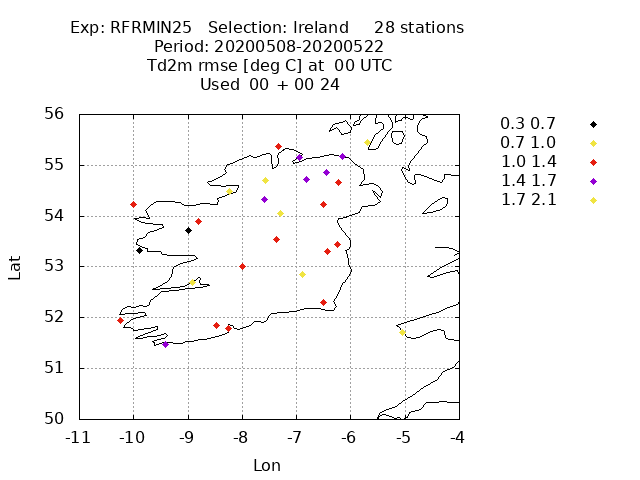 Exp: RFRMIN25   Selection: Ireland     28 stations
Period: 20200508-20200522
Td2m rmse [deg C] at  00 UTC
Used  00 + 00 24
0.3 0.7
0.7 1.0
1.0 1.4
1.4 1.7
1.7 2.1
56
55
54
53
52
51
50
Lat
-11 -10 -9 -8 -7 -6 -5 -4
Lon